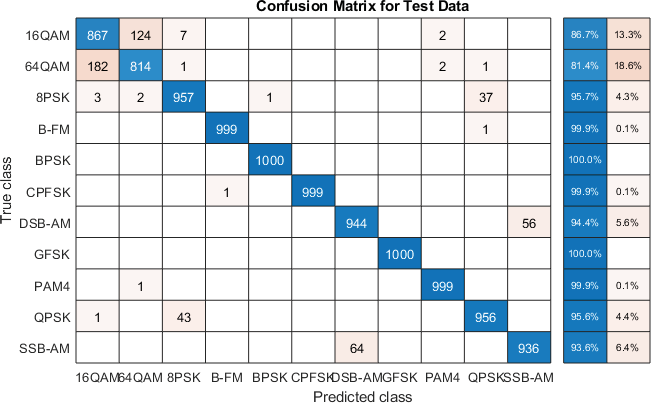 Confusion Matrix for Test Data
16QAM 867 124 7 2 86.7% 13.3%
64QAM 182 814 1 2 1 81.4% 18.6%
8PSK 3 2 957 1 37 95.7% 4.3%
B-FM 999 1 99.9% 0.1%
BPSK 1000 100.0%
CPFSK 1 999 99.9% 0.1%
DSB-AM 944 56 94.4% 5.6%
GFSK 1000 100.0%
PAM4 1 999 99.9% 0.1%
QPSK 1 43 956 95.6% 4.4%
SSB-AM 64 936 93.6% 6.4%
16QAM 64QAM 8PSK B-FM BPSK CPFSK DSB-AM GFSK PAM4 QPSK SSB-AM
Predicted class
True class